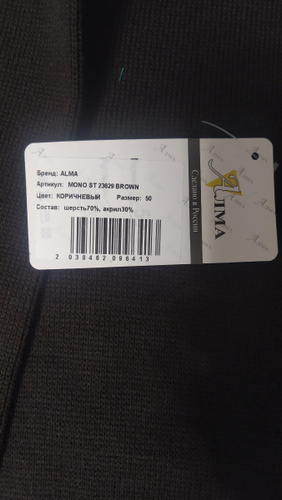 Бренд: ALMA
Артикул: MONO ST 23029 BROWN
Цвет: КОРИЧНЕВЫЙ Размер: 50
Состав: шерсть70%, акрил30%
2 038462 096413
АЛМА
Сделано в России